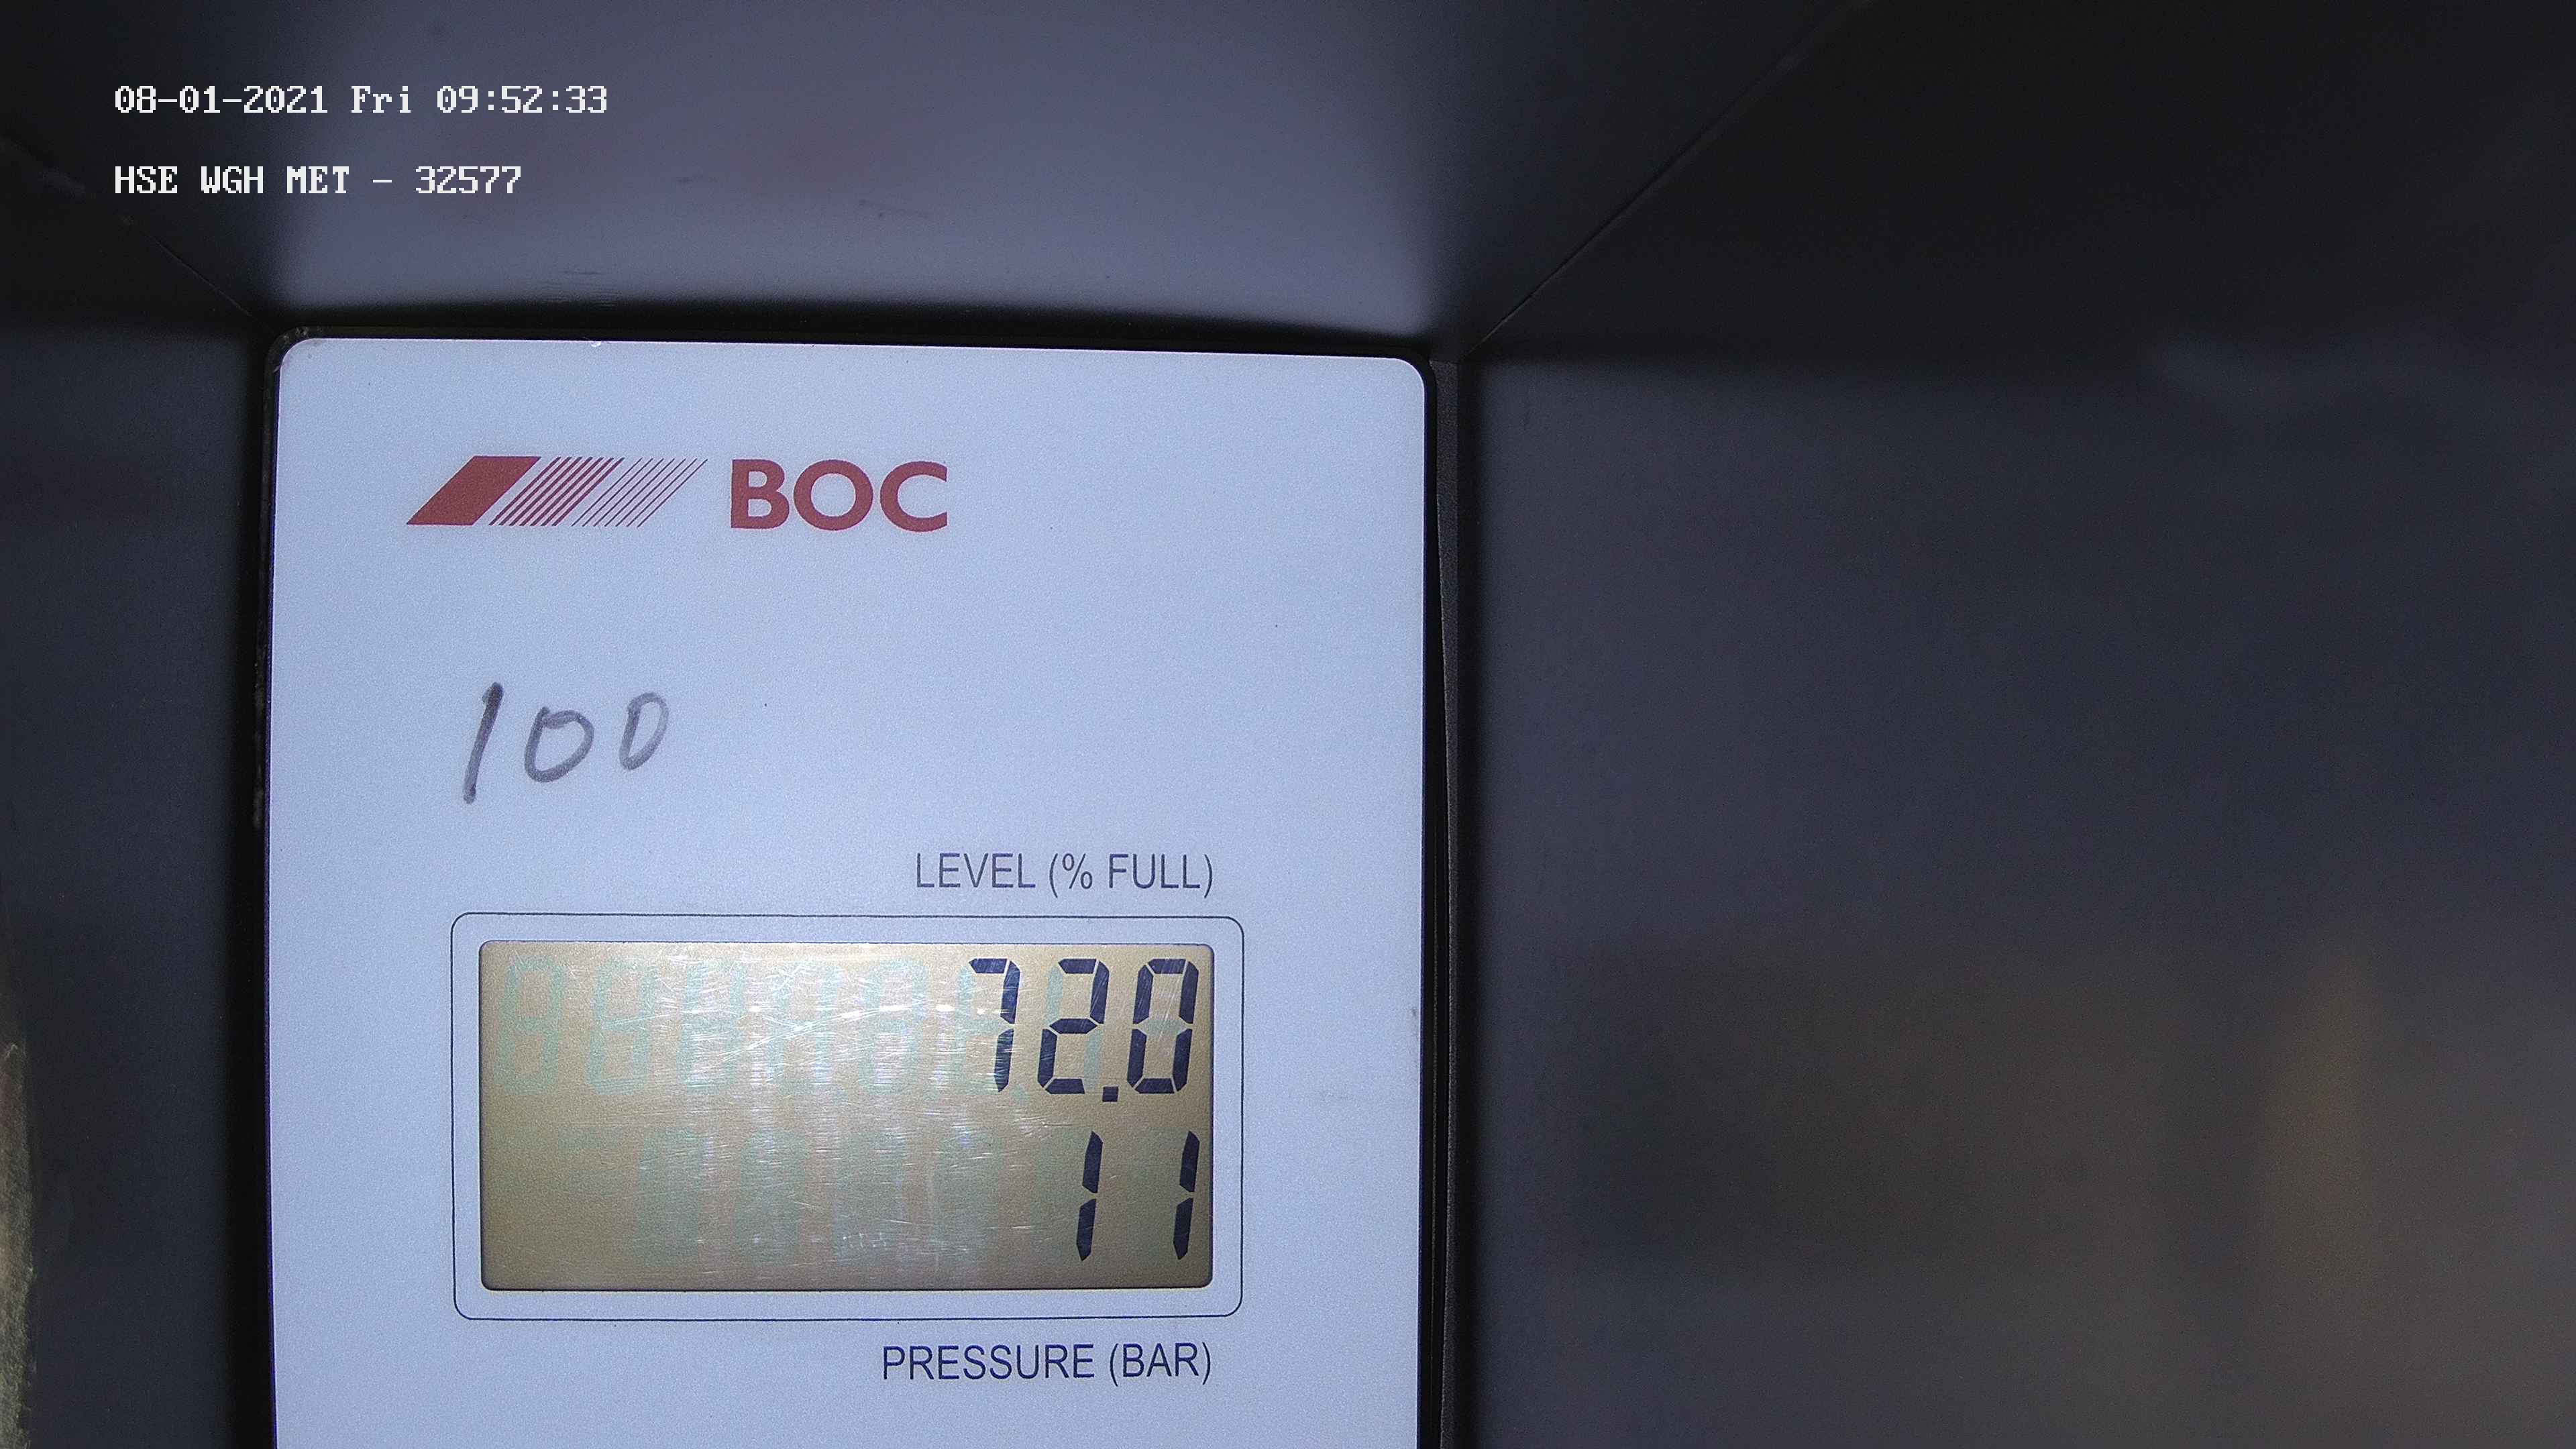 08-01-2021 Fri 09:52:33
HSE WGH MET - 32577
BOC
100
LEVEL (% FULL)
72.0
11
PRESSURE (BAR)